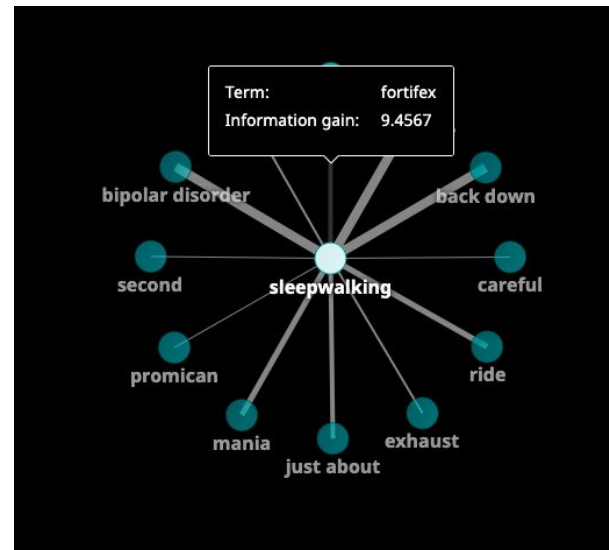 Term: fortifex
Information gain: 9.4567
bipolar disorder
back down
second
sleepwalking
careful
promican
ride
mania
exhaust
just about